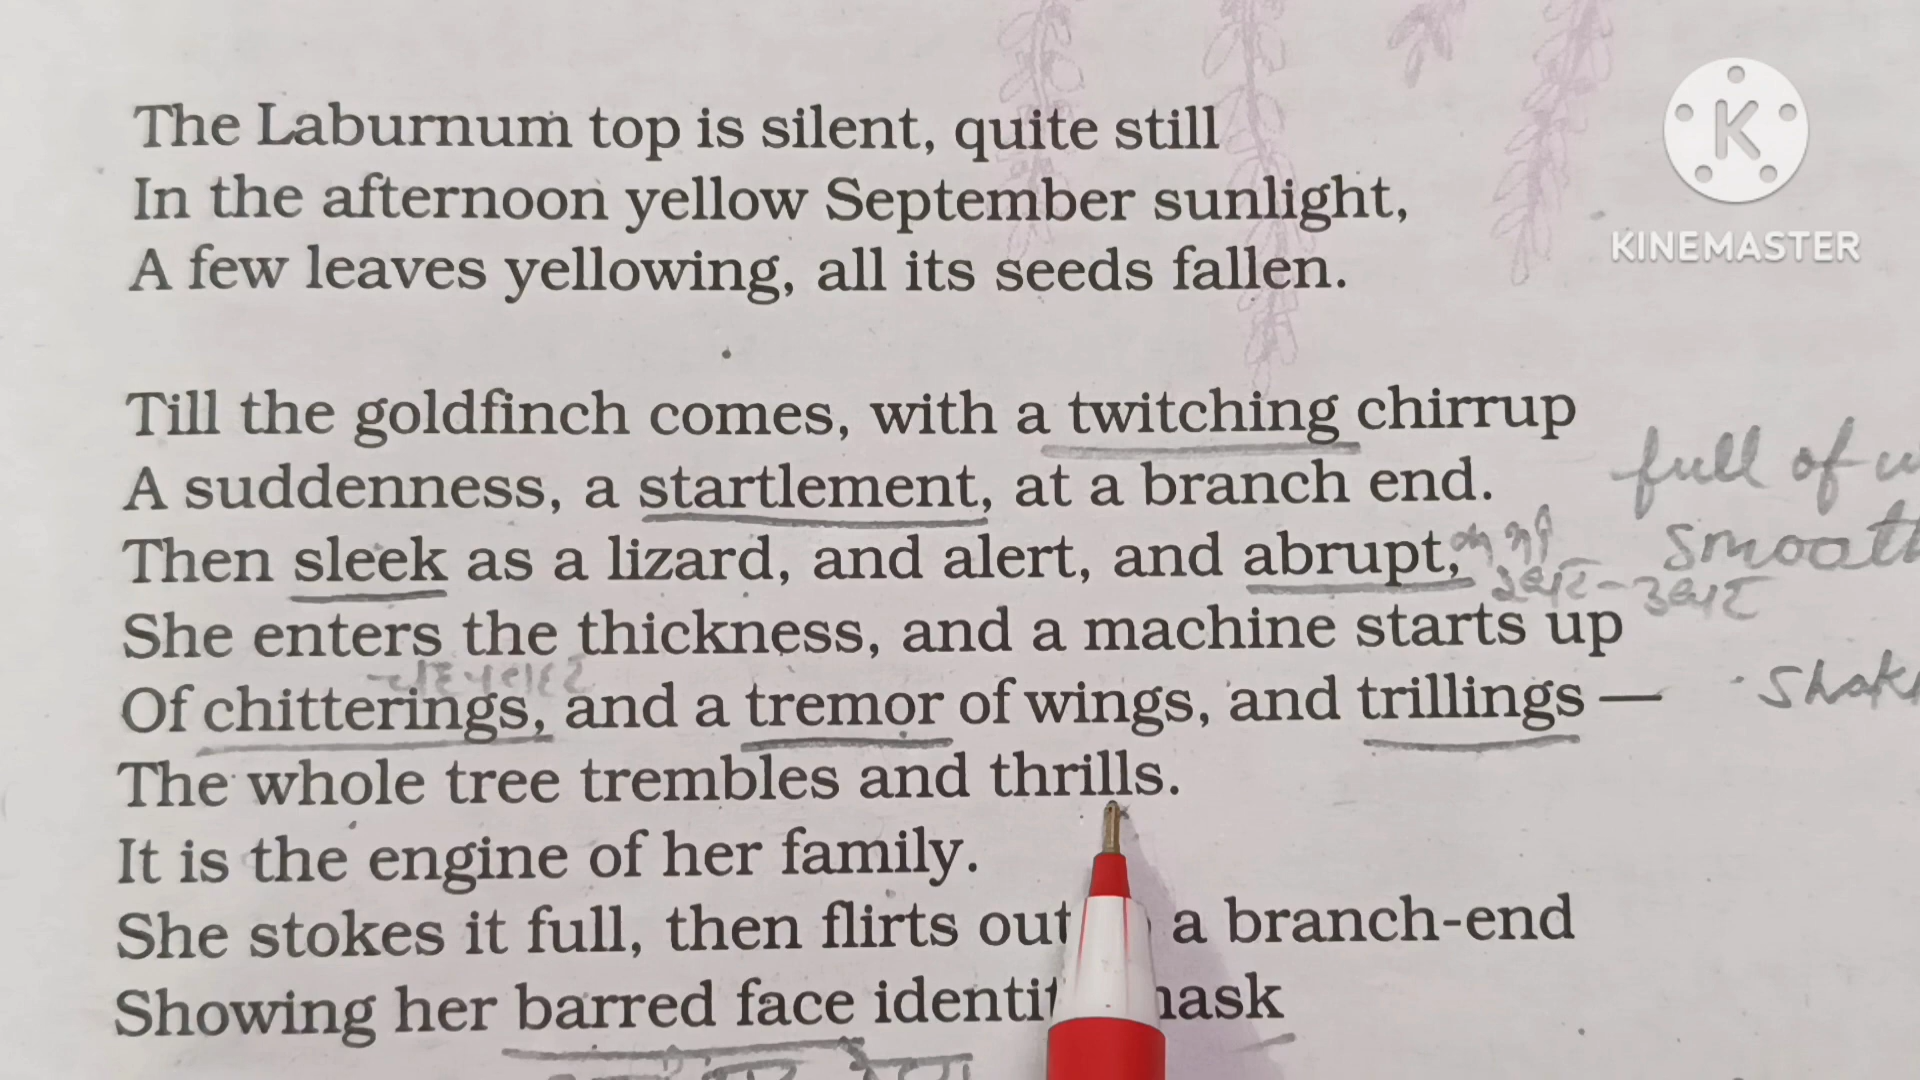 The Laburnum top is silent, quite still
In the afternoon yellow September sunlight,
A few leaves yellowing, all its seeds fallen.
KINEMASTER
Till the goldfinch comes, with a twitching chirrup
A suddenness, a startlement, at a branch end.
full of
Then sleek as a lizard, and alert, and abrupt,
smooth
She enters the thickness, and a machine starts up
Of chitterings, and a tremor of wings, and trillings —
The whole tree trembles and thrills.
It is the engine of her family.
She stokes it full, then flirts out a branch-end
Showing her barred face